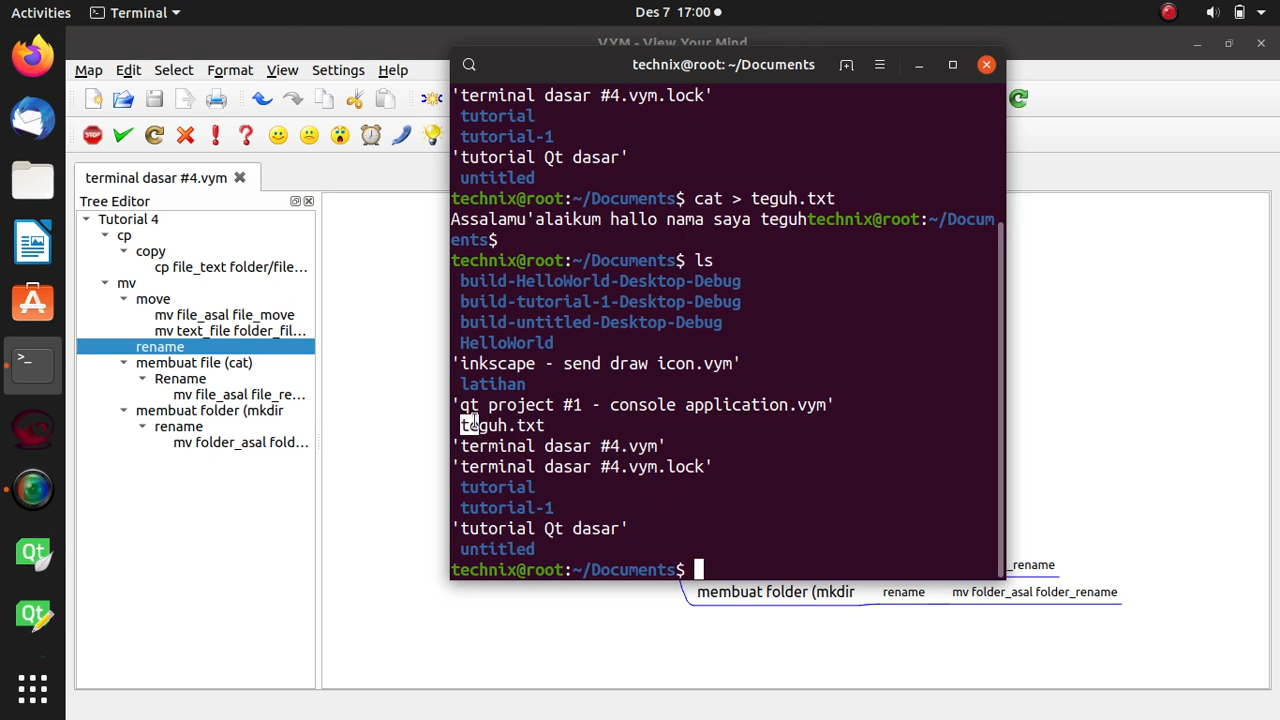 Activities
Terminal
Des 7 17:00
VYM - View Your Mind
Map Edit Select Format View Settings Help
technix@root: ~/Documents
terminal dasar #4.vym
Tree Editor
Tutorial 4
cp
copy
cp file_text folder/file...
mv
move
mv file_asal file_move
mv text_file folder_fil...
rename
membuat file (cat)
Rename
mv file_asal file_re...
membuat folder (mkdir
rename
mv folder_asal fold...
'terminal dasar #4.vym.lock'
tutorial
tutorial-1
'tutorial Qt dasar'
untitled
technix@root:~/Documents$ cat > teguh.txt
Assalamu'alaikum hallo nama saya teguhtechnix@root:~/Docum
ents$
technix@root:~/Documents$ ls
build-HelloWorld-Desktop-Debug
build-tutorial-1-Desktop-Debug
build-untitled-Desktop-Debug
HelloWorld
'inkscape - send draw icon.vym'
latihan
'qt project #1 - console application.vym'
teguh.txt
'terminal dasar #4.vym'
'terminal dasar #4.vym.lock'
tutorial
tutorial-1
'tutorial Qt dasar'
untitled
technix@root:~/Documents$
_rename
membuat folder (mkdir rename mv folder_asal folder_rename